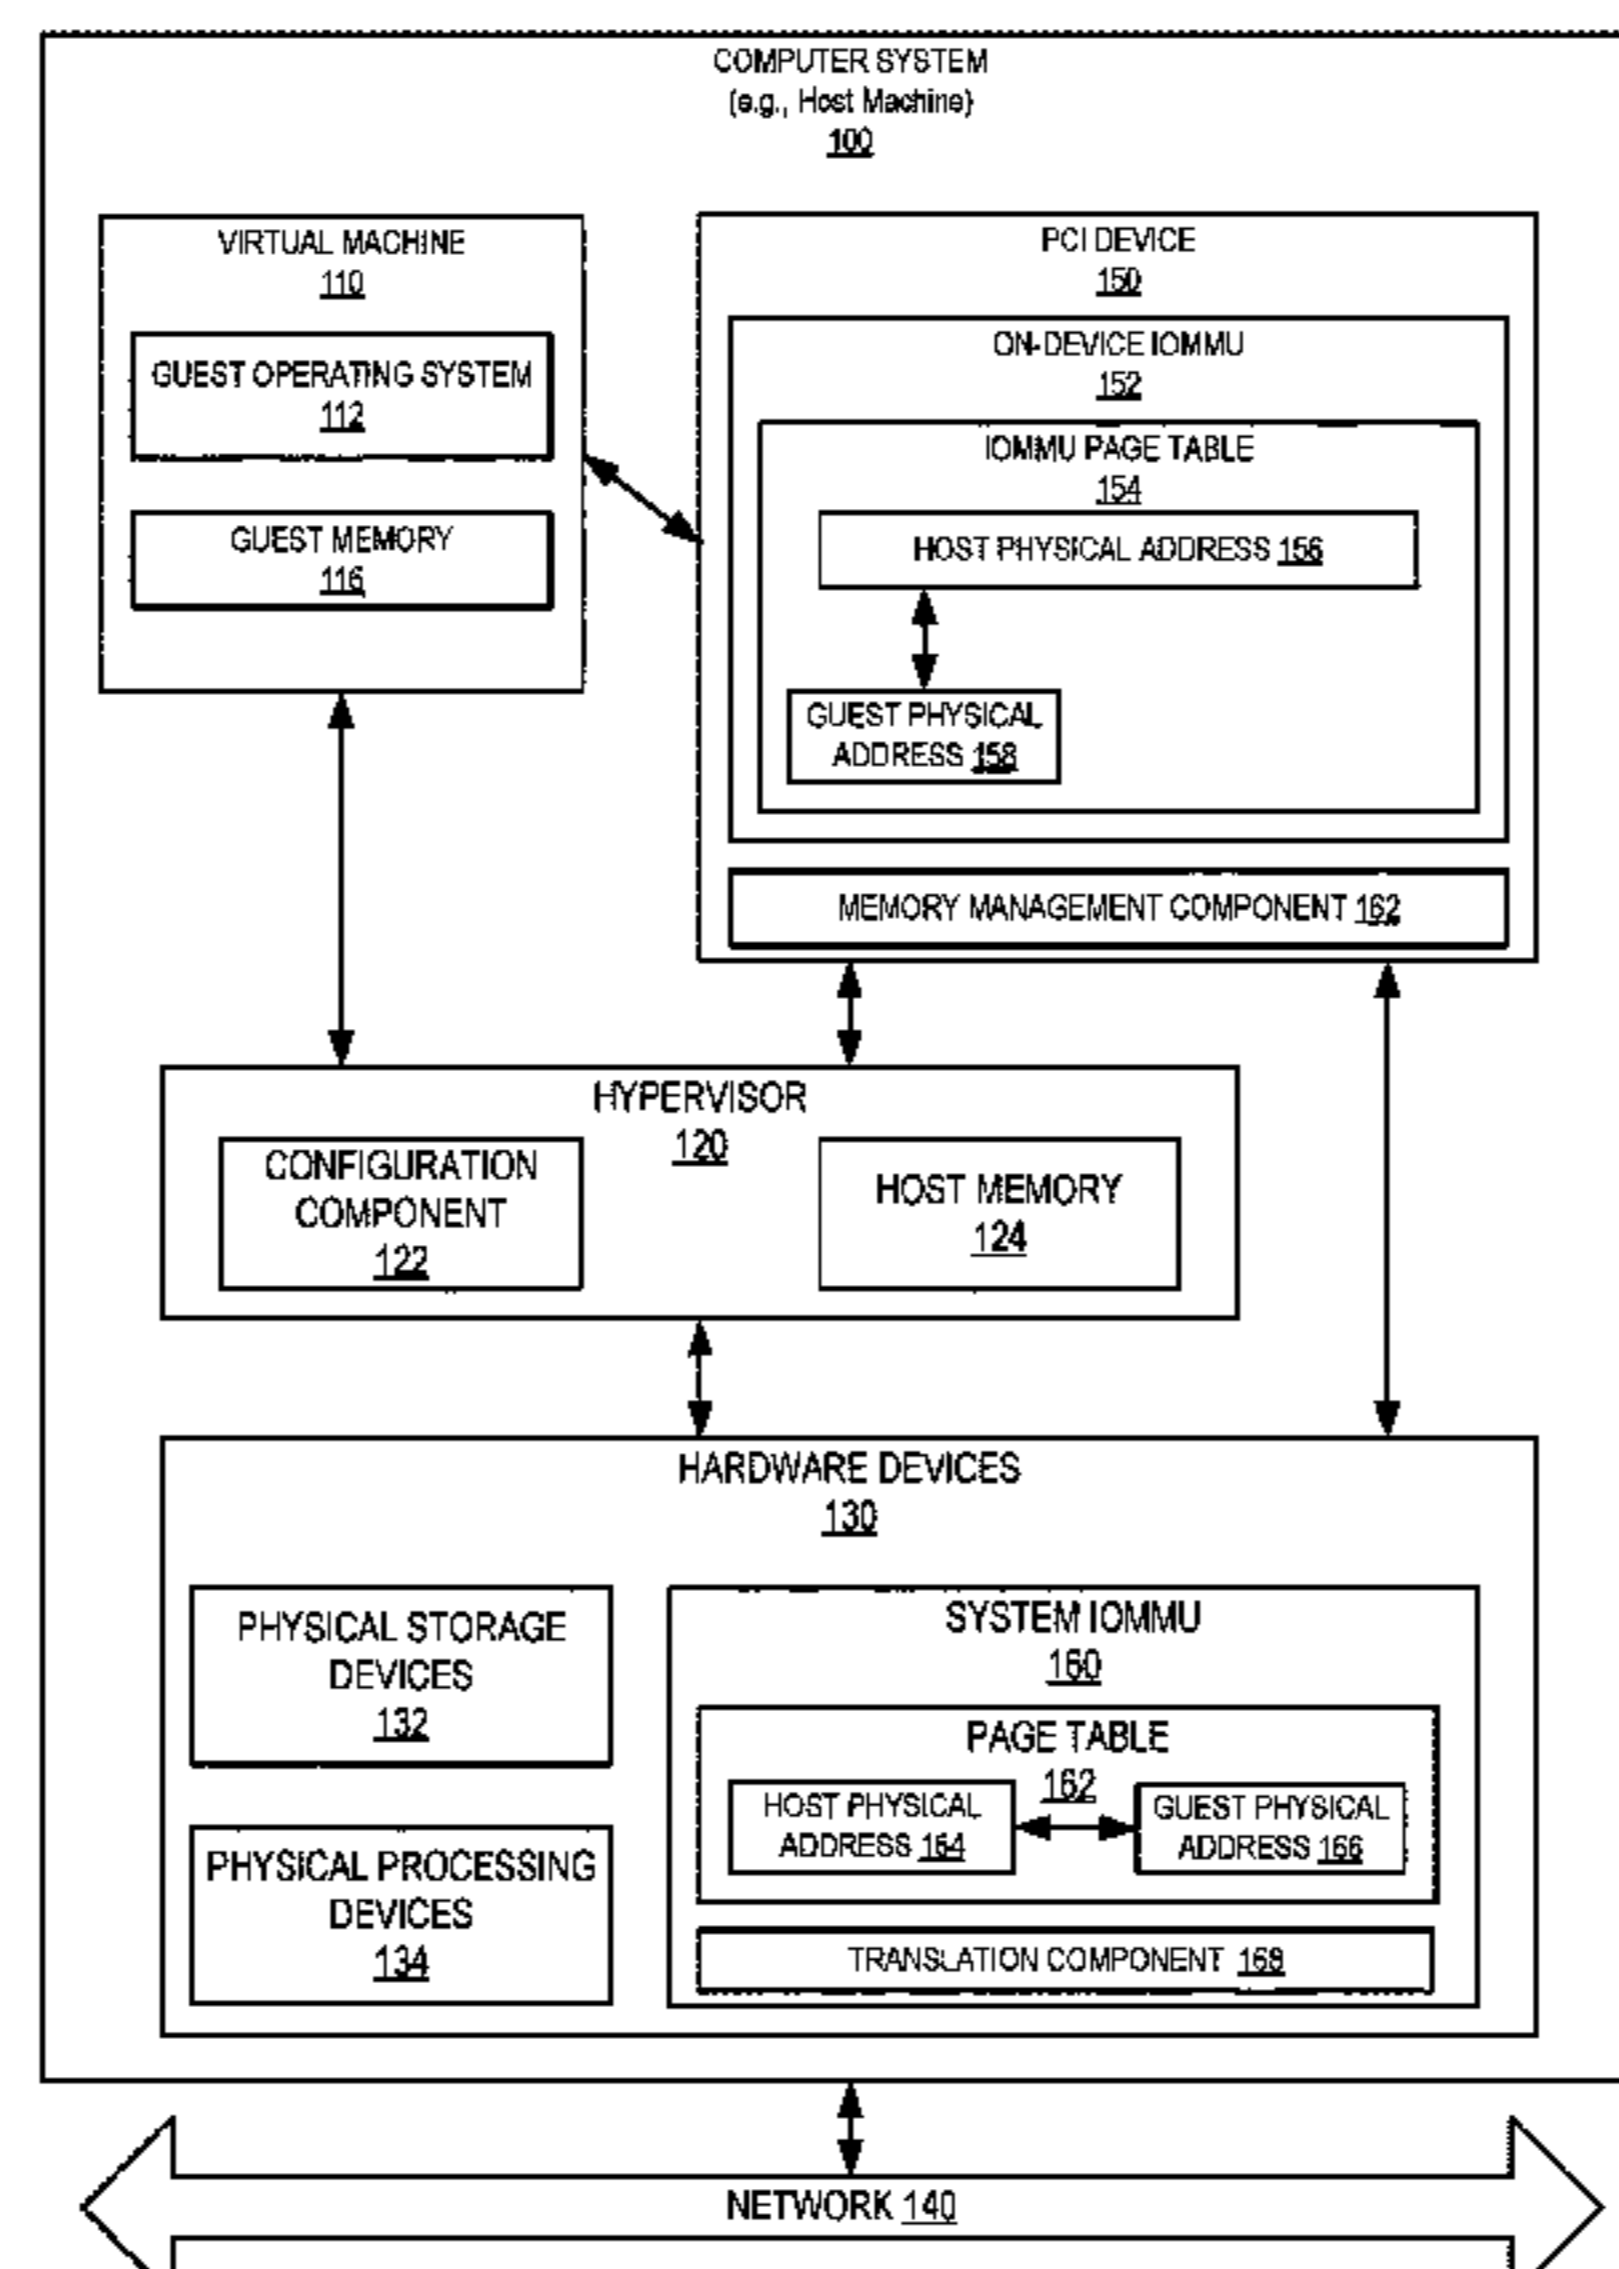 COMPUTER SYSTEM
(e.g., Host Machine)
100
VIRTUAL MACHINE
110
GUEST OPERATING SYSTEM
112
GUEST MEMORY
116
PCI DEVICE
150
ON-DEVICE IOMMU
152
IOMMU PAGE TABLE
154
HOST PHYSICAL ADDRESS 156
GUEST PHYSICAL
ADDRESS 158
MEMORY MANAGEMENT COMPONENT 162
HYPERVISOR
120
CONFIGURATION
COMPONENT
122
HOST MEMORY
124
HARDWARE DEVICES
130
PHYSICAL STORAGE
DEVICES
132
PHYSICAL PROCESSING
DEVICES
134
SYSTEM IOMMU
160
PAGE TABLE
162
HOST PHYSICAL
ADDRESS 164
GUEST PHYSICAL
ADDRESS 166
TRANSLATION COMPONENT 168
NETWORK 140